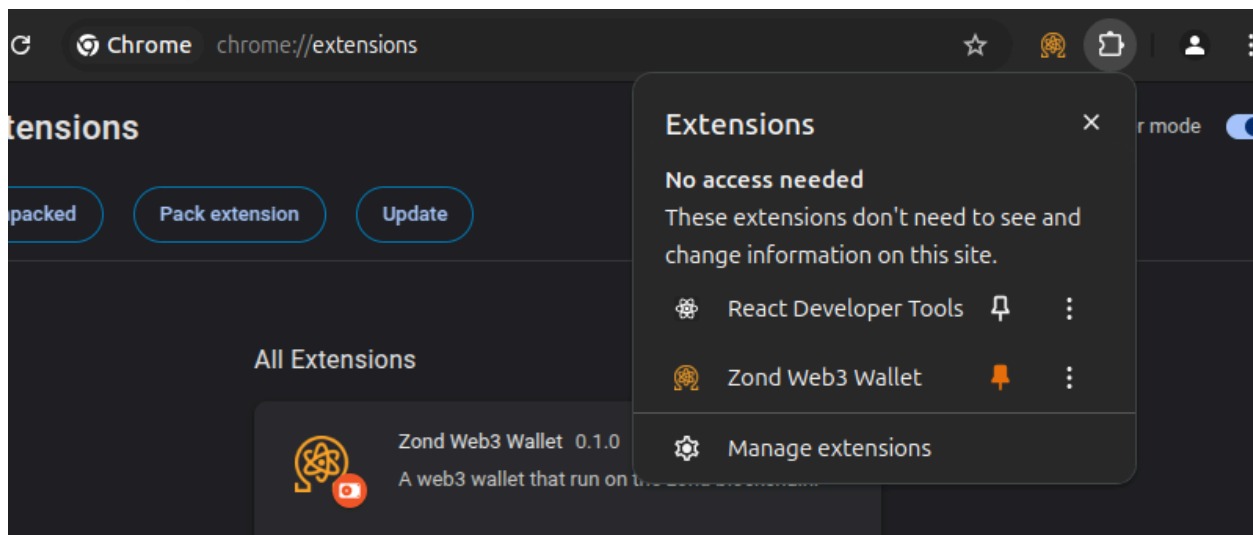 Chrome chrome://extensions
tensions
Extensions
r mode
No access needed
These extensions don't need to see and
change information on this site.
npacked
Pack extension
Update
React Developer Tools
All Extensions
Zond Web3 Wallet
Zond Web3 Wallet 0.1.0
Manage extensions
A web3 wallet that run on